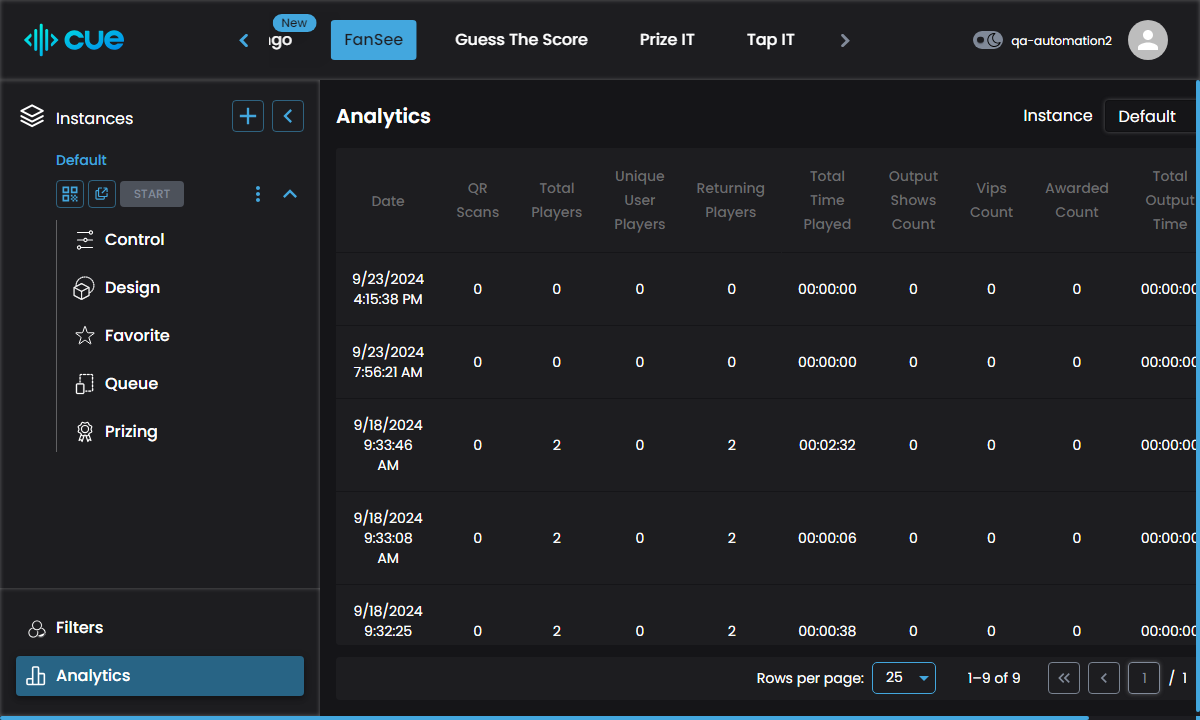 cue
New
FanSee
Guess The Score
Prize IT
Tap IT
qa-automation2
Instances
Default
START
Control
Design
Favorite
Queue
Prizing
Filters
Analytics
Analytics
Instance
Default
Date
QR Scans
Total Players
Unique User Players
Returning Players
Total Time Played
Output Shows Count
Vips Count
Awarded Count
Total Output Time
9/23/2024 4:15:38 PM 0 0 0 0 00:00:00 0 0 0 00:00:00
9/23/2024 7:56:21 AM 0 0 0 0 00:00:00 0 0 0 00:00:00
9/18/2024 9:33:46 AM 0 2 0 2 00:02:32 0 0 0 00:00:00
9/18/2024 9:33:08 AM 0 2 0 2 00:00:06 0 0 0 00:00:00
9/18/2024 9:32:25 0 2 0 2 00:00:38 0 0 0 00:00:00
Rows per page: 25 1–9 of 9 1 / 1